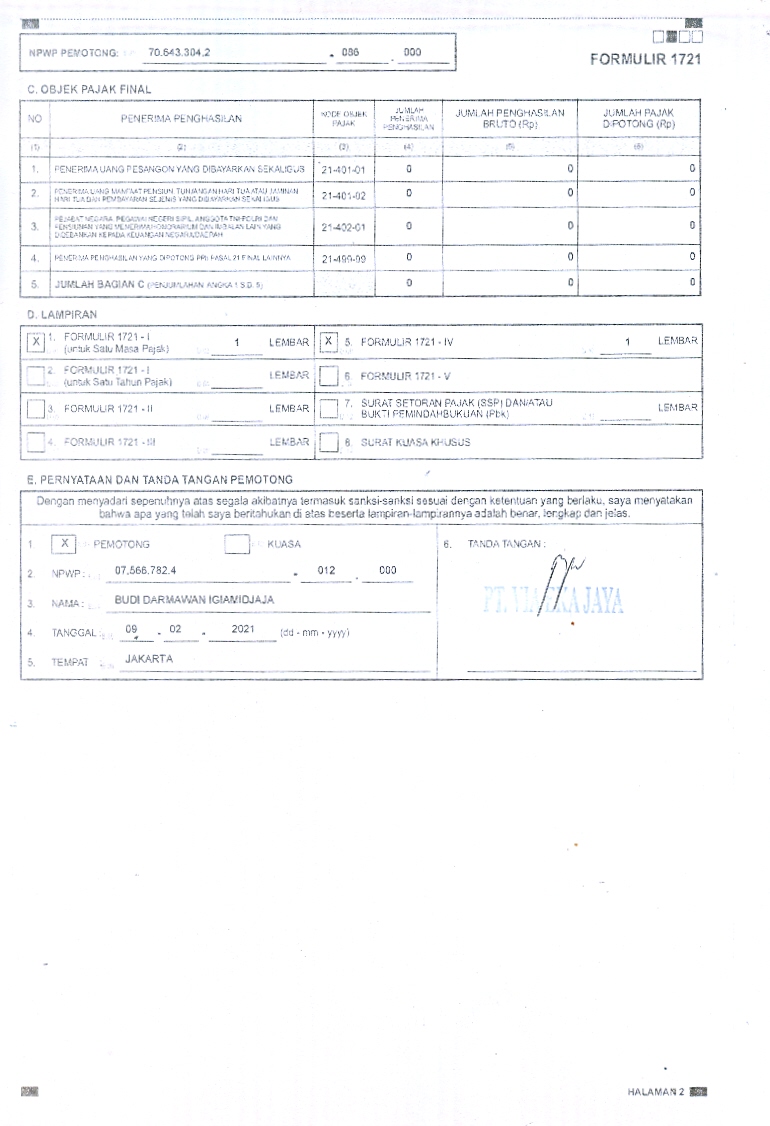 NPWP PEMOTONG: 70.643.304.2 - 086 . 000
FORMULIR 1721
C. OBJEK PAJAK FINAL
NO PENERIMA PENGHASILAN KODE OBJEK PAJAK JUMLAH PENERIMA PENGHASILAN JUMLAH PENGHASILAN BRUTO (Rp) JUMLAH PAJAK DIPOTONG (Rp)
(1) (2) (3) (4) (5) (6)
1. PENERIMA UANG PESANGON YANG DIBAYARKAN SEKALIGUS 21-401-01 0 0 0
2. PENERIMA UANG MANFAAT PENSIUN, TUNJANGAN HARI TUA ATAU JAMINAN HARI TUA DAN PEMBAYARAN SEJENIS YANG DIBAYARKAN SEKALIGUS 21-401-02 0 0 0
3. PEJABAT NEGARA, PEGAWAI NEGERI SIPIL, ANGGOTA TNI/POLRI DAN PENSIUNAN YANG MENERIMA HONORARIUM DAN IMBALAN LAIN YANG DIBEBANKAN KEPADA KEUANGAN NEGARA/DAERAH 21-402-01 0 0 0
4. PENERIMA PENGHASILAN YANG DIPOTONG PPh PASAL 21 FINAL LAINNYA 21-499-99 0 0 0
5. JUMLAH BAGIAN C (PENJUMLAHAN ANGKA 1 S.D. 5) 0 0 0
D. LAMPIRAN
X 1. FORMULIR 1721 - I (untuk Satu Masa Pajak) 1 LEMBAR X 5. FORMULIR 1721 - IV 1 LEMBAR
2. FORMULIR 1721 - I (untuk Satu Tahun Pajak) LEMBAR 6. FORMULIR 1721 - V
3. FORMULIR 1721 - II LEMBAR 7. SURAT SETORAN PAJAK (SSP) DAN/ATAU BUKTI PEMINDAHBUKUAN (Pbk) LEMBAR
4. FORMULIR 1721 - III LEMBAR 8. SURAT KUASA KHUSUS
E. PERNYATAAN DAN TANDA TANGAN PEMOTONG
Dengan menyadari sepenuhnya atas segala akibatnya termasuk sanksi-sanksi sesuai dengan ketentuan yang berlaku, saya menyatakan
bahwa apa yang telah saya beritahukan di atas beserta lampiran-lampirannya adalah benar, lengkap dan jelas.
1. X PEMOTONG KUASA 6. TANDA TANGAN :
2. NPWP : 07.566.782.4 - 012 . 000
3. NAMA : BUDI DARMAWAN IGIAMIDJAJA
PT. VIA EKA JAYA
4. TANGGAL : 09 - 02 - 2021 (dd - mm - yyyy)
5. TEMPAT : JAKARTA
HALAMAN 2